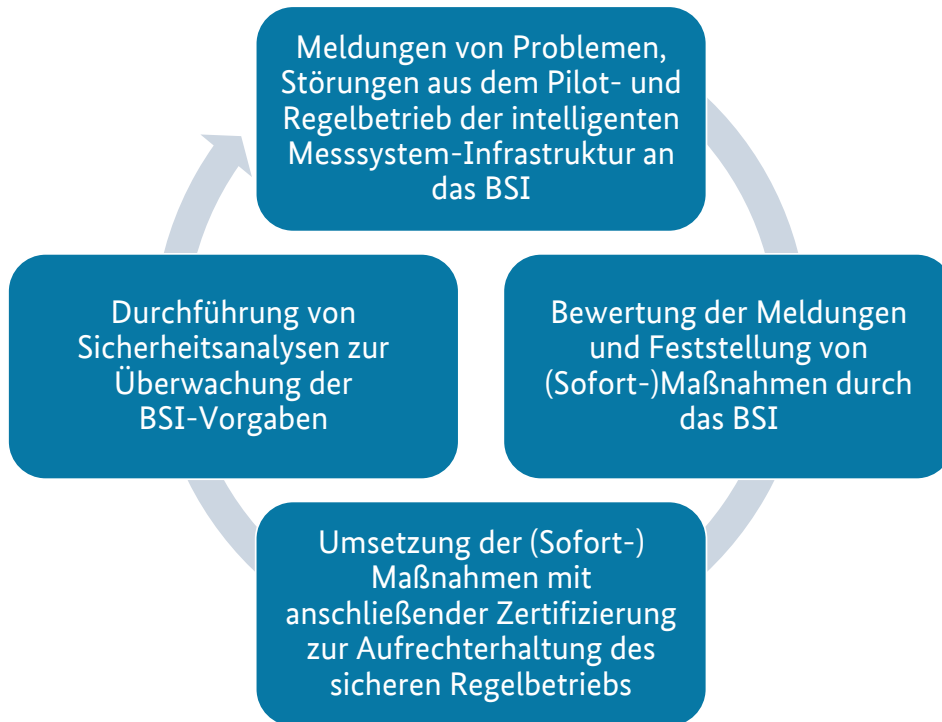 Meldungen von Problemen,
Störungen aus dem Pilot- und
Regelbetrieb der intelligenten
Messsystem-Infrastruktur an
das BSI
Bewertung der Meldungen
und Feststellung von
(Sofort-)Maßnahmen durch
das BSI
Umsetzung der (Sofort-)
Maßnahmen mit
anschließender Zertifizierung
zur Aufrechterhaltung des
sicheren Regelbetriebs
Durchführung von
Sicherheitsanalysen zur
Überwachung der
BSI-Vorgaben